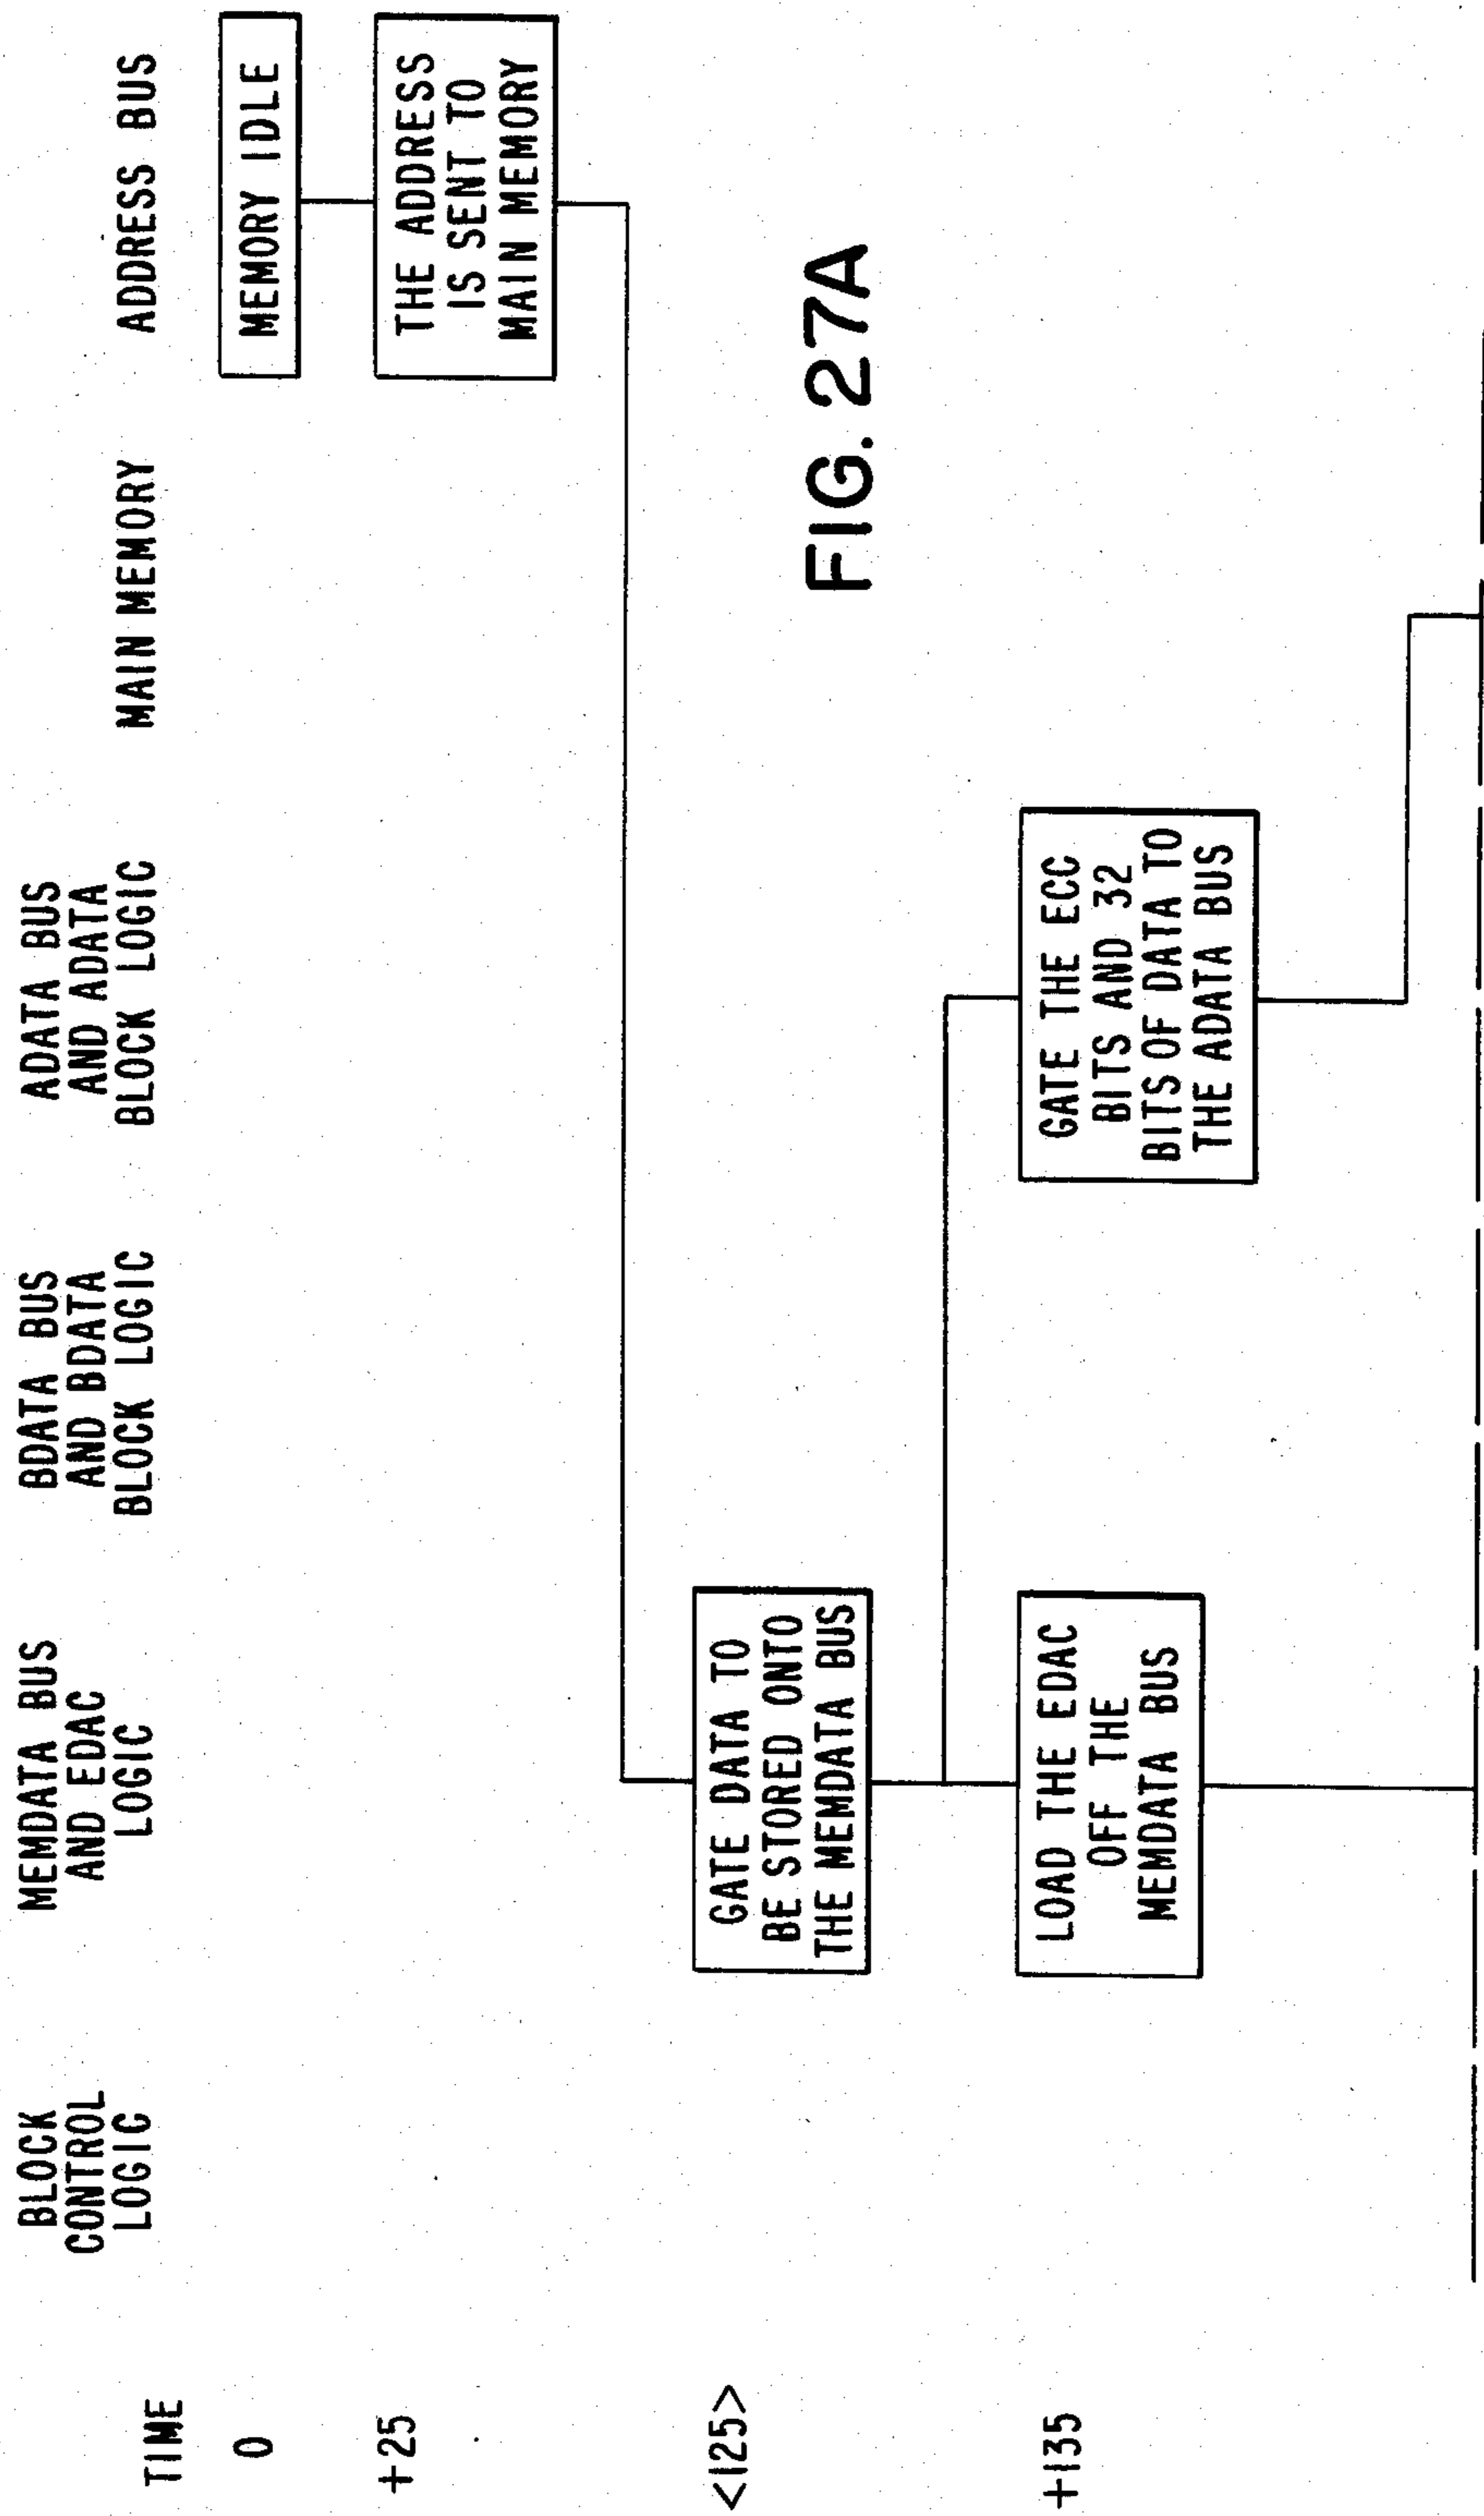 BLOCK
CONTROL
LOGIC
MEMDATA BUS
AND EDAC
LOGIC
BDATA BUS
AND BDATA
BLOCK LOGIC
ADATA BUS
AND ADATA
BLOCK LOGIC
MAIN MEMORY
ADDRESS BUS
TIME
0
MEMORY IDLE
+25
THE ADDRESS
IS SENT TO
MAIN MEMORY
<125>
GATE DATA TO
BE STORED ONTO
THE MEMDATA BUS
FIG. 27A
+135
LOAD THE EDAC
OFF THE
MEMDATA BUS
GATE THE ECC
BITS AND 32
BITS OF DATA TO
THE ADATA BUS